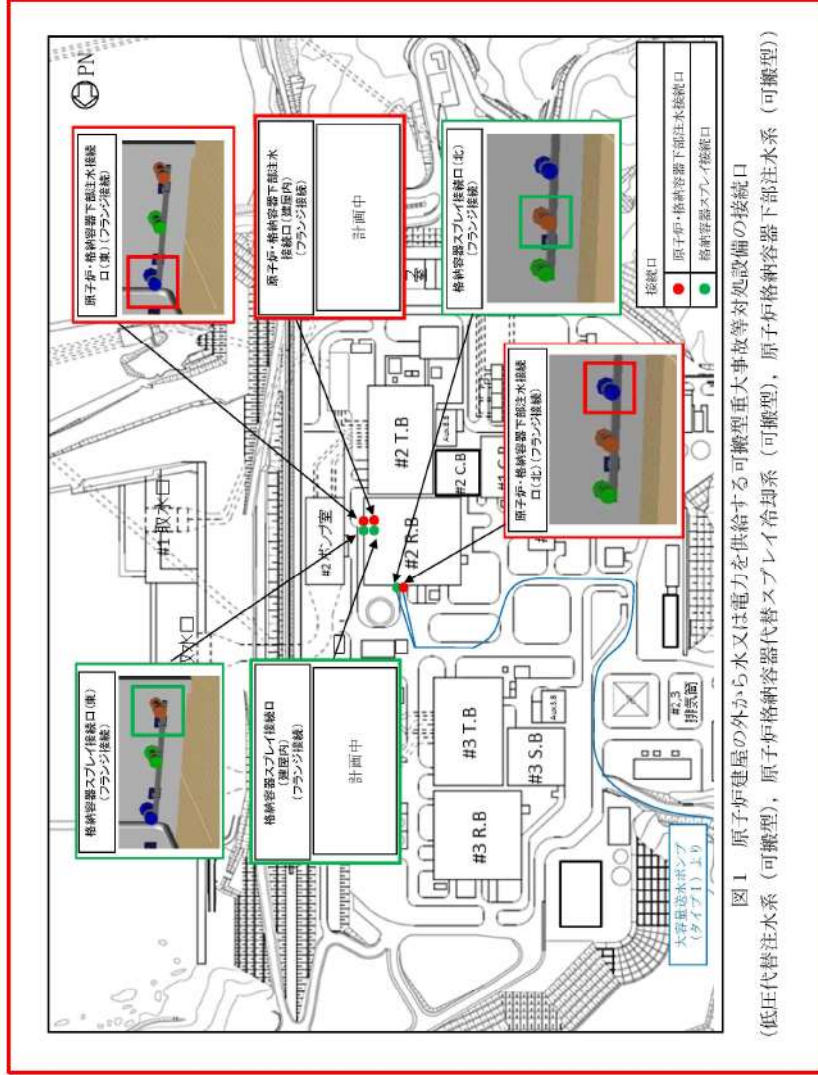 PN
原子炉・格納容器下部注水接続
口(東)(フランジ接続)
原子炉・格納容器下部注水
接続口(建屋内)
(フランジ接続)
計画中
格納容器スプレイ接続口(北)
(フランジ接続)
接続口
原子炉・格納容器下部注水接続口
格納容器スプレイ接続口
原子炉・格納容器下部注水接続
口(北)(フランジ接続)
格納容器スプレイ接続口(東)
(フランジ接続)
格納容器スプレイ接続口
(建屋内)
(フランジ接続)
計画中
#1 取水口
取水口
#2 ポンプ室
プ室
#2 T.B
Aux.B.B
#2 C.B
#1 C.B
#2 R.B
#3 T.B
Aux.B.B
#3 S.B
#3 R.B
#2,3
排気筒
大容量送水ポンプ
(タイプⅠ)より
図1 原子炉建屋の外から水又は電力を供給する可搬型重大事故等対処設備の接続口
(低圧代替注水系(可搬型),原子炉格納容器代替スプレイ冷却系(可搬型),原子炉格納容器下部注水系(可搬型))